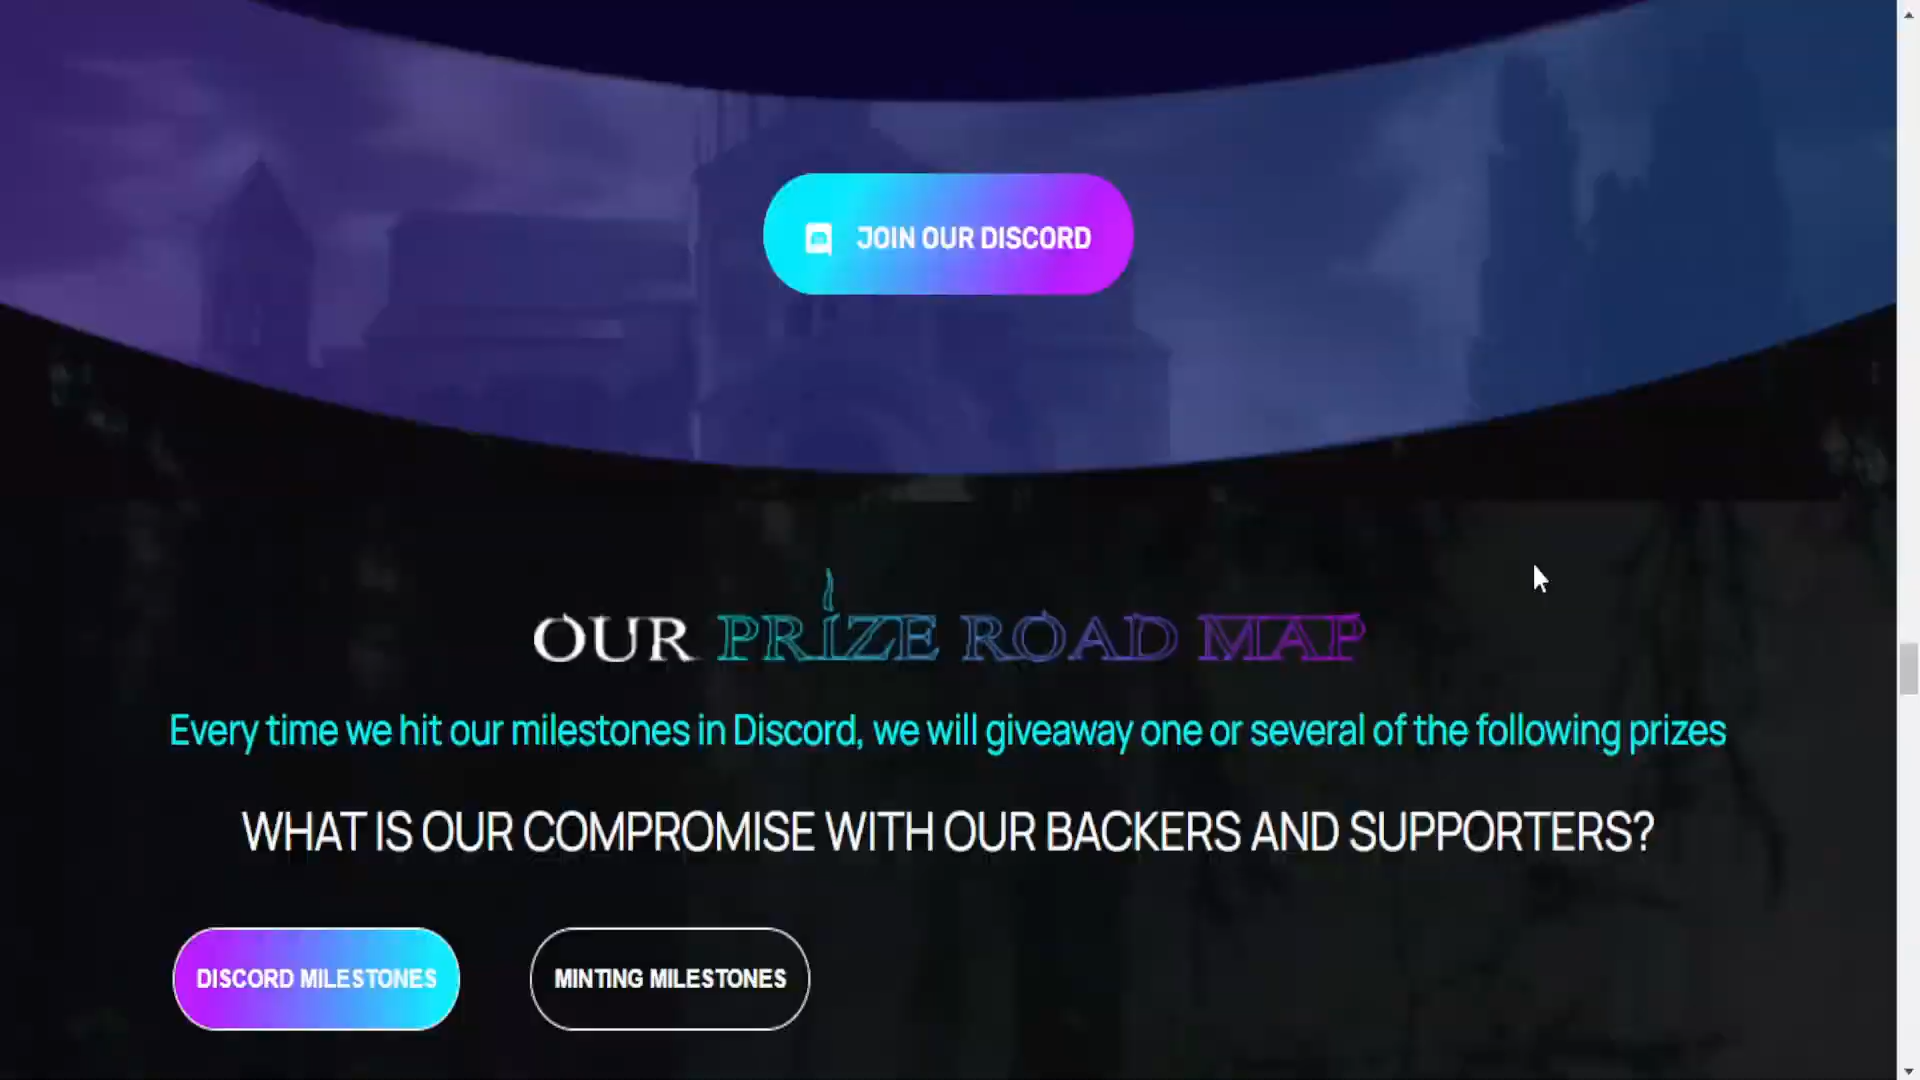 JOIN OUR DISCORD
OUR PRIZE ROAD MAP
Every time we hit our milestones in Discord, we will giveaway one or several of the following prizes
WHAT IS OUR COMPROMISE WITH OUR BACKERS AND SUPPORTERS?
DISCORD MILESTONES
MINTING MILESTONES